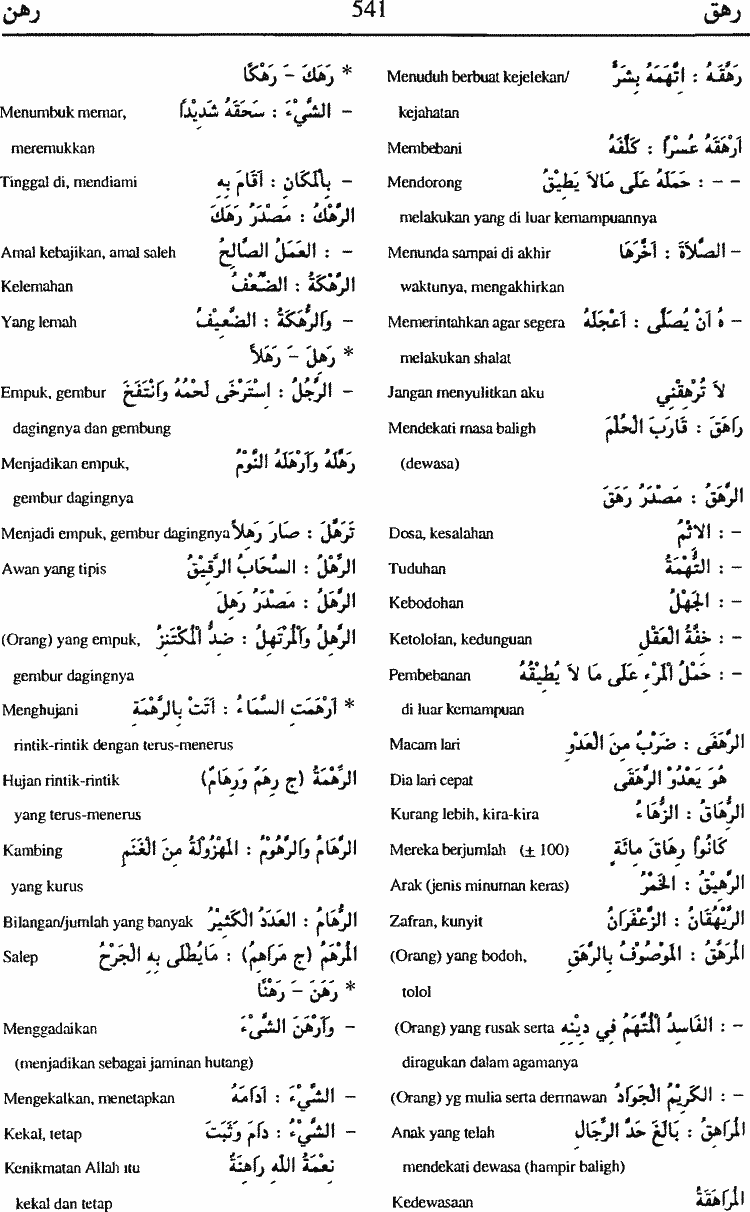 رهق 541 رهن
رَهَّقَهُ : اتَّهَمَهُ بِشَرٍّ Menuduh berbuat kejelekan/
kejahatan
اَرْهَقَهُ عُسْرًا : كَلَّفَهُ Membebani
- - : حَمَلَهُ عَلَى مَالاَ يَطِيْقُ Mendorong
melakukan yang di luar kemampuannya
- الصَّلاَةَ : اَخَّرَهَا Menunda sampai di akhir
waktunya, mengakhirkan
- هُ اَنْ يُصَلِّى : اَعْجَلَهُ Memerintahkan agar segera
melakukan shalat
لاَ تُرْهِقْنِي Jangan menyulitkan aku
رَاهَقَ : قَارَبَ الْحُلُمَ Mendekati masa baligh
(dewasa)
الرَّهَقُ : مَصْدَرُ رَهِقَ
- : الاِثْمُ Dosa, kesalahan
- : التُّهَمَةُ Tuduhan
- : الجَهْلُ Kebodohan
- : خِفَّةُ الْعَقْلِ Ketololan, kedunguan
- : حَمْلُ الْمَرْءِ عَلَى مَا لاَ يُطِيْقُهُ Pembebanan
di luar kemampuan
الرَّهَقَى : ضَرْبٌ مِنَ الْعَدْوِ Macam lari
هُوَ يَعْدُو الرَّهَقَى Dia lari cepat
الرُّهَاقُ : الزُّهَاءُ Kurang lebih, kira-kira
كَانُوْا رِهَاقَ مِائَةٍ Mereka berjumlah (± 100)
الرَّهِيْقُ : الخَمْرُ Arak (jenis minuman keras)
الرَّيْهُقَانُ : الزَّعْفَرَانُ Zafran, kunyit
الْمُرَهَّقُ : الْمَوْصُوْفُ بِالرَّهَقِ (Orang) yang bodoh,
tolol
- : الفَاسِدُ الْمُتَّهَمُ فِي دِيْنِهِ (Orang) yang rusak serta
diragukan dalam agamanya
- : الكَرِيْمُ الْجَوَادُ (Orang) yg mulia serta dermawan
الْمُرَاهِقُ : بَالَغَ حَدَّ الرِّجَالِ Anak yang telah
mendekati dewasa (hampir baligh)
الْمُرَاهَقَةُ Kedewasaan
* رَهَكَ - رَهْكًا
- الشَّيْءَ : سَحَقَهُ شَدِيْدًا Menumbuk memar,
meremukkan
- بِالْمَكَانِ : اَقَامَ بِهِ Tinggal di, mendiami
الرَّهْكُ : مَصْدَرُ رَهَكَ
- : العَمَلُ الصَّالِحُ Amal kebajikan, amal saleh
الرَّهْكَةُ : الضَّعْفُ Kelemahan
- وَالرُّهَكَةُ : الضَّعِيْفُ Yang lemah
* رَهِلَ - رَهَلاً
- الرَّجُلُ : اسْتَرْخَى لَحْمُهُ وَانْتَفَخَ Empuk, gembur
dagingnya dan gembung
رَهَّلَهُ وَاَرْهَلَهُ النَّوْمُ Menjadikan empuk,
gembur dagingnya
تَرَهَّلَ : صَارَ رَهِلاً Menjadi empuk, gembur dagingnya
الرِّهْلُ : السَّحَابُ الرَّقِيْقُ Awan yang tipis
الرَّهَلُ : مَصْدَرُ رَهِلَ
الرَّهِلُ وَالْمُرَتَهِلُ : ضِدُّ الْمُكْتَنِزِ (Orang) yang empuk,
gembur dagingnya
* اَرْهَمَتِ السَّمَاءُ : اَتَتْ بِالرِّهْمَةِ Menghujani
rintik-rintik dengan terus-menerus
الرِّهْمَةُ (ج رِهَمٌ وَرِهَامٌ) Hujan rintik-rintik
yang terus-menerus
الرِّهَامُ وَالرَّهُوْمُ : الْمَهْزُوْلَةُ مِنَ الْغَنَمِ Kambing
yang kurus
الرُّهَامُ : العَدَدُ الْكَثِيْرُ Bilangan/jumlah yang banyak
الْمَرْهَمُ (ج مَرَاهِمُ) : مَايُطْلَى بِهِ الْجَرْحُ Salep
* رَهَنَ - رَهْنًا
- وَاَرْهَنَ الشَّيْءَ Menggadaikan
(menjadikan sebagai jaminan hutang)
- الشَّيْءَ : اَدَامَهُ Mengekalkan, menetapkan
- الشَّيْءُ : دَامَ وَثَبَتَ Kekal, tetap
نِعْمَةُ اللهِ رَاهِنَةٌ Kenikmatan Allah itu
kekal dan tetap